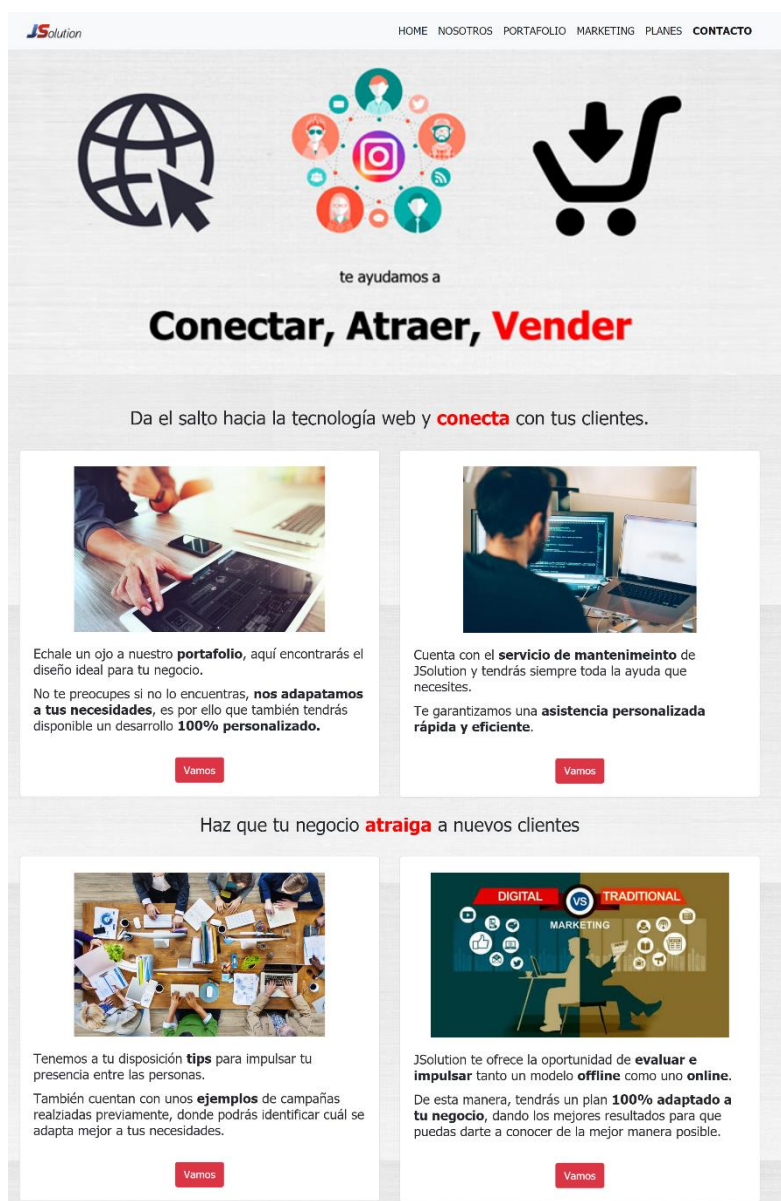 JSolution
HOME NOSOTROS PORTAFOLIO MARKETING PLANES CONTACTO
te ayudamos a
Conectar, Atraer, Vender
Da el salto hacia la tecnología web y conecta con tus clientes.
Echale un ojo a nuestro portafolio, aquí encontrarás el
diseño ideal para tu negocio.
No te preocupes si no lo encuentras, nos adapatamos
a tus necesidades, es por ello que también tendrás
disponible un desarrollo 100% personalizado.
Vamos
Cuenta con el servicio de mantenimeinto de
JSolution y tendrás siempre toda la ayuda que
necesites.
Te garantizamos una asistencia personalizada
rápida y eficiente.
Vamos
Haz que tu negocio atraiga a nuevos clientes
Tenemos a tu disposición tips para impulsar tu
presencia entre las personas.
También cuentan con unos ejemplos de campañas
realziadas previamente, donde podrás identificar cuál se
adapta mejor a tus necesidades.
Vamos
DIGITAL VS TRADITIONAL
MARKETING
JSolution te ofrece la oportunidad de evaluar e
impulsar tanto un modelo offline como uno online.
De esta manera, tendrás un plan 100% adaptado a
tu negocio, dando los mejores resultados para que
puedas darte a conocer de la mejor manera posible.
Vamos